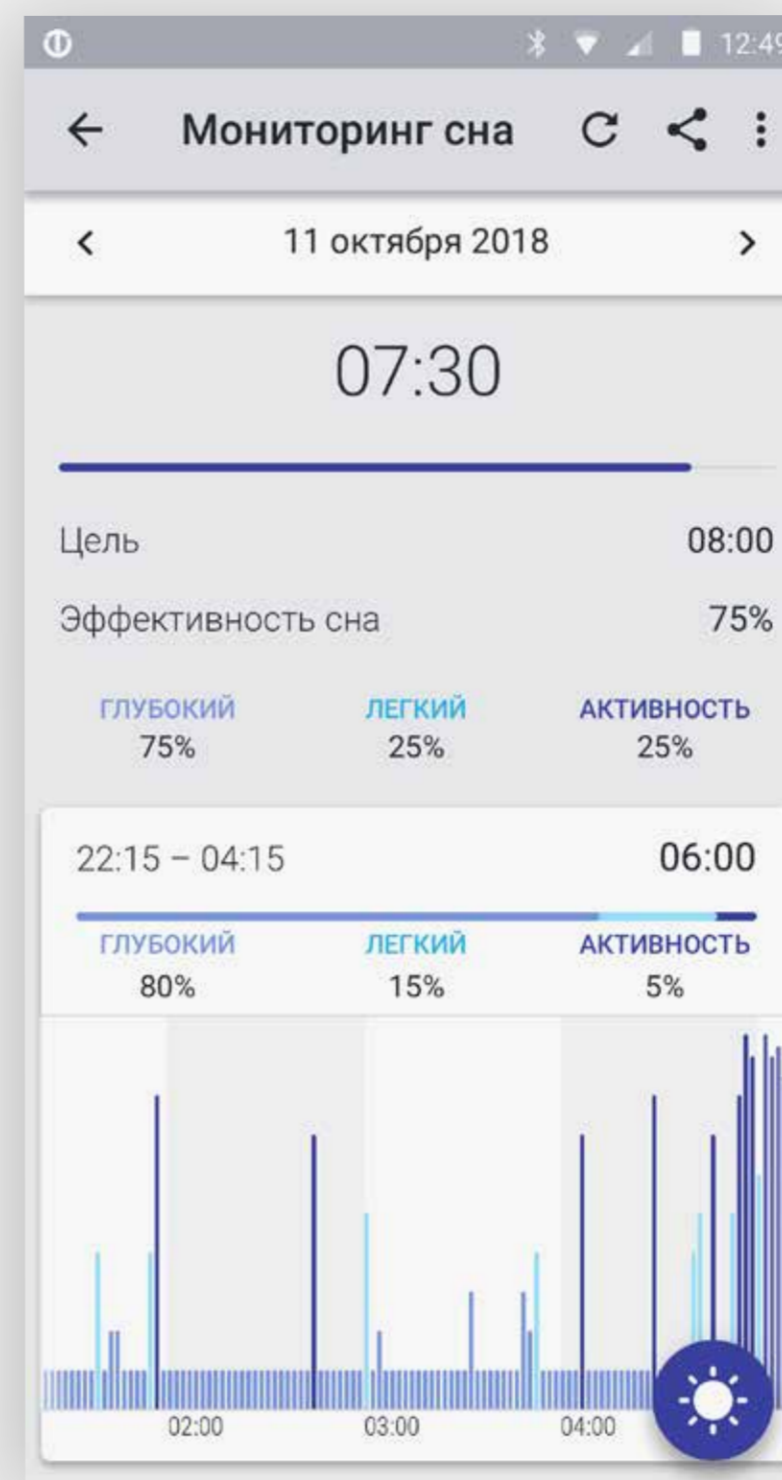 12:49
Мониторинг сна
11 октября 2018
07:30
Цель 08:00
Эффективность сна 75%
ГЛУБОКИЙ ЛЕГКИЙ АКТИВНОСТЬ
75% 25% 25%
22:15 – 04:15 06:00
ГЛУБОКИЙ ЛЕГКИЙ АКТИВНОСТЬ
80% 15% 5%
02:00 03:00 04:00